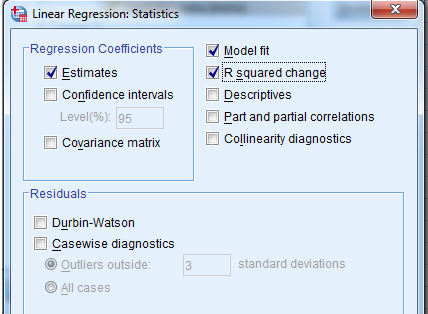 Linear Regression: Statistics
Regression Coefficients
Estimates
Confidence intervals
Level(%): 95
Covariance matrix
Model fit
R squared change
Descriptives
Part and partial correlations
Collinearity diagnostics
Residuals
Durbin-Watson
Casewise diagnostics
Outliers outside: 3 standard deviations
All cases